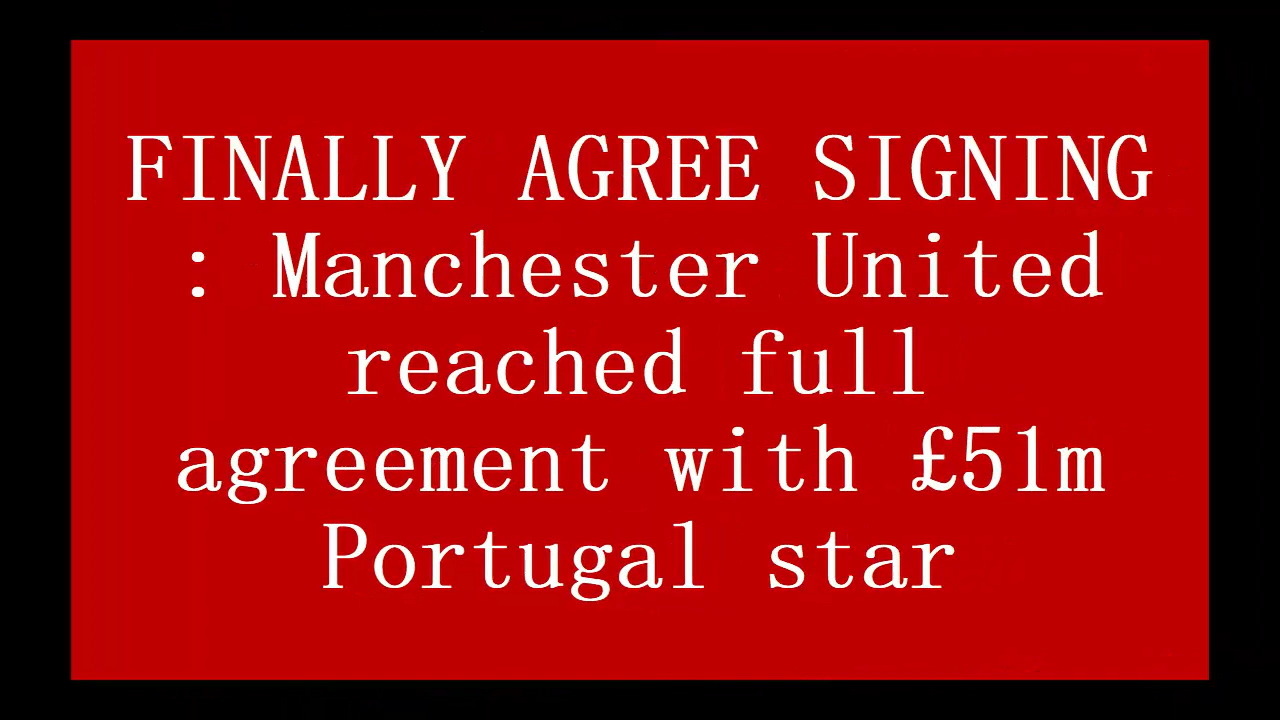 FINALLY AGREE SIGNING
: Manchester United
reached full
agreement with £51m
Portugal star